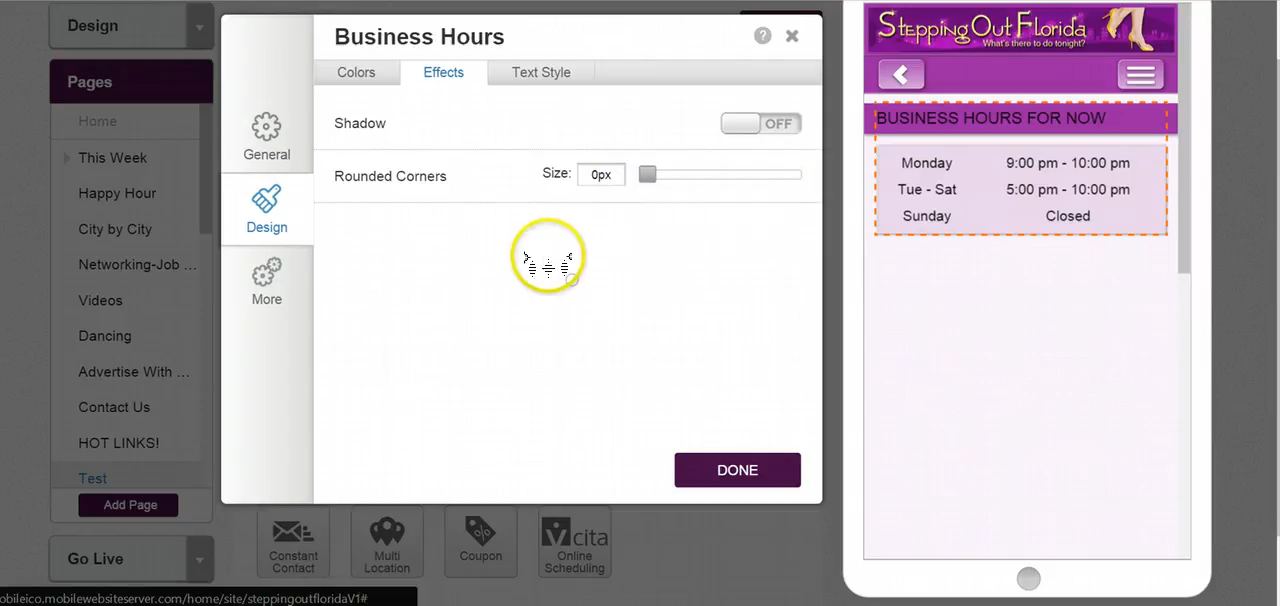 Design
Pages
Home
This Week
Happy Hour
City by City
Networking-Job ...
Videos
Dancing
Advertise With ...
Contact Us
HOT LINKS!
Test
Add Page
Go Live
Business Hours
?
Colors
Effects
Text Style
General
Design
More
Shadow
OFF
Rounded Corners
Size:
0px
DONE
Constant
Contact
Multi
Location
%
Coupon
vcita
Online
Scheduling
Stepping Out Florida
What's there to do tonight?
BUSINESS HOURS FOR NOW
Monday 9:00 pm - 10:00 pm
Tue - Sat 5:00 pm - 10:00 pm
Sunday Closed
obileico.mobilewebsiteserver.com/home/site/steppingoutfloridaV1#